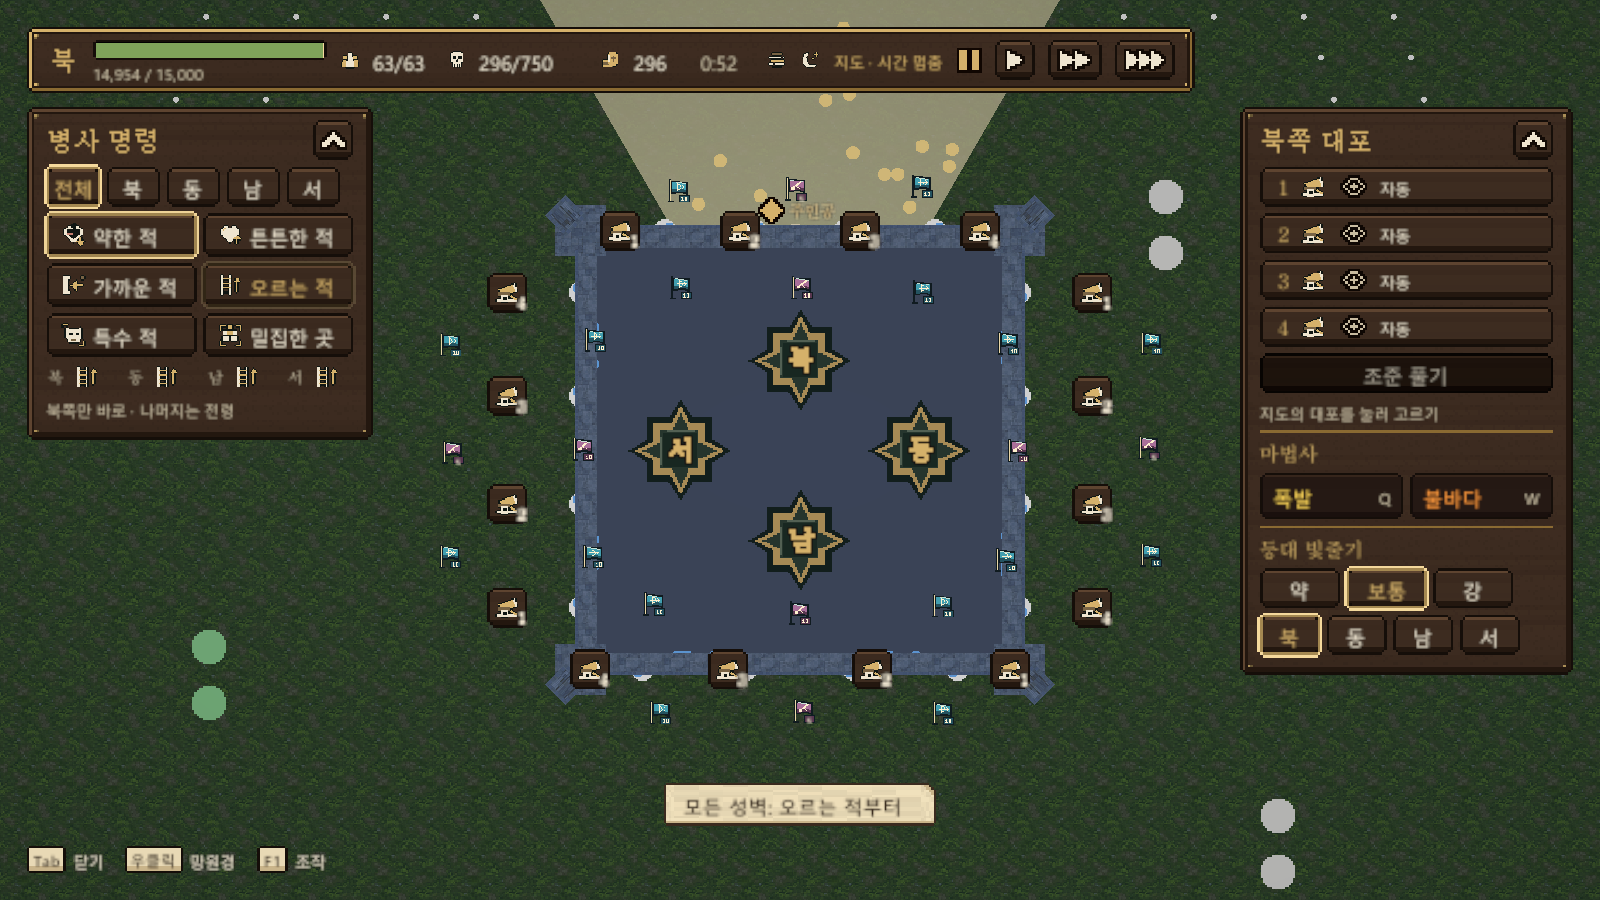 북 14,954 / 15,000 63/63 296/750 296 0:52 지도 · 시간 멈춤
병사 명령
전체 북 동 남 서
약한 적 튼튼한 적
가까운 적 오르는 적
특수 적 밀집한 곳
북 동 남 서
북쪽만 바로 · 나머지는 전령
북쪽 대포
1 자동
2 자동
3 자동
4 자동
조준 풀기
지도의 대포를 눌러 고르기
마법사
폭발 Q 불바다 W
등대 빛줄기
약 보통 강
북 동 남 서
주인공
북
서 동
남
모든 성벽: 오르는 적부터
Tab 닫기 우클릭 망원경 F1 조작